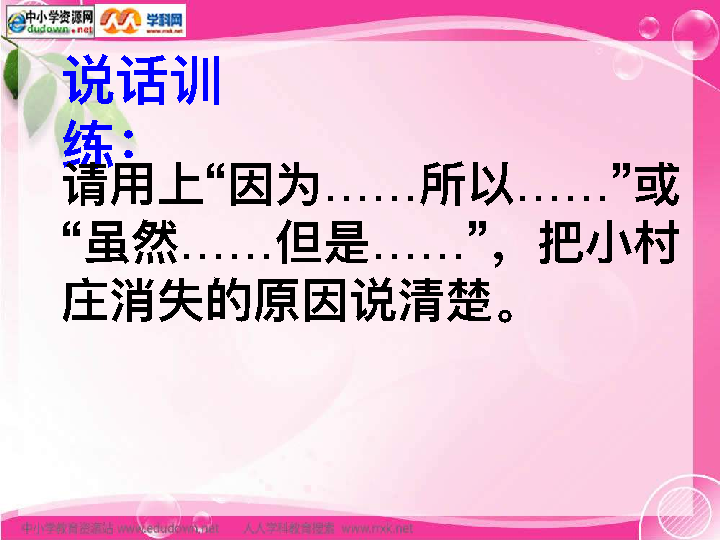 中小学资源网
dudown.net
学科网
www.nxk.net
说话训
练：
请用上“因为……所以……”或
“虽然……但是……”，把小村
庄消失的原因说清楚。
中小学教育资源站 www.edudown.net 人人学科教育搜索 www.nxk.net